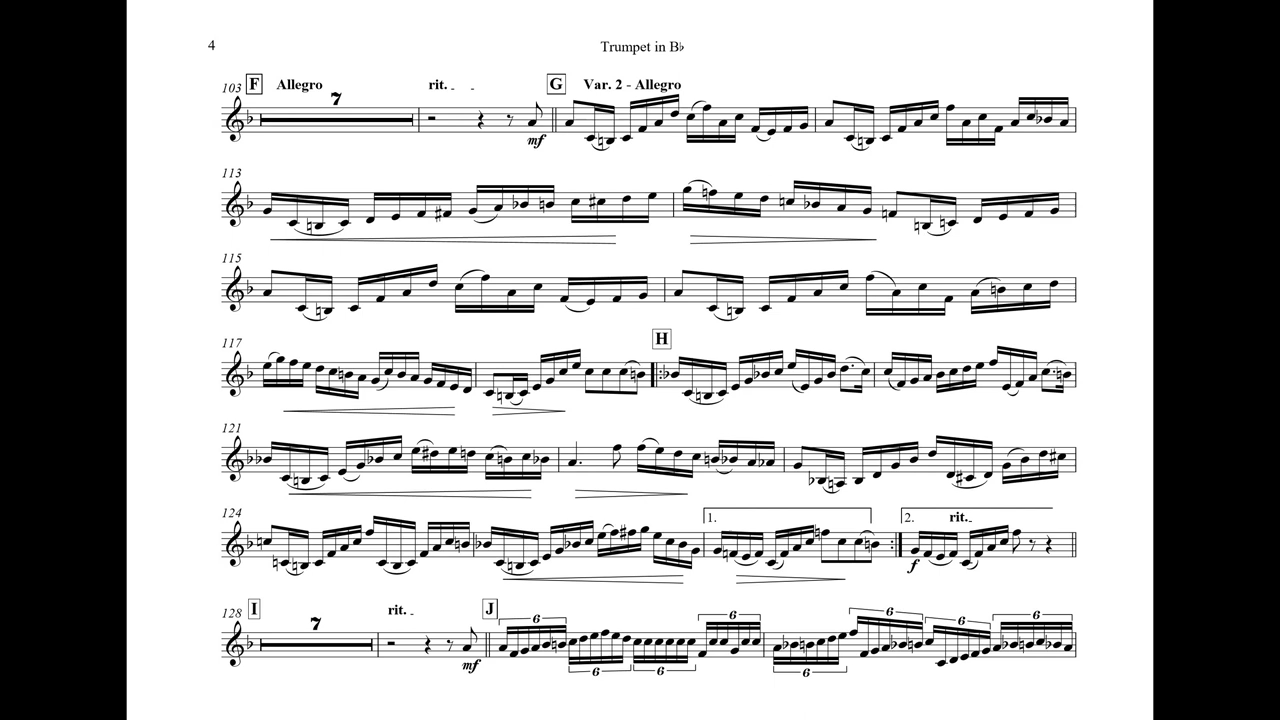 4
Trumpet in B♭
103 F Allegro 7 rit. _ - G Var. 2 - Allegro
mf
113
115
117 H
121
124 1. 2. rit. -
f
128 I 7 rit. - J 6 6 6
mf 6 6 6 6 6